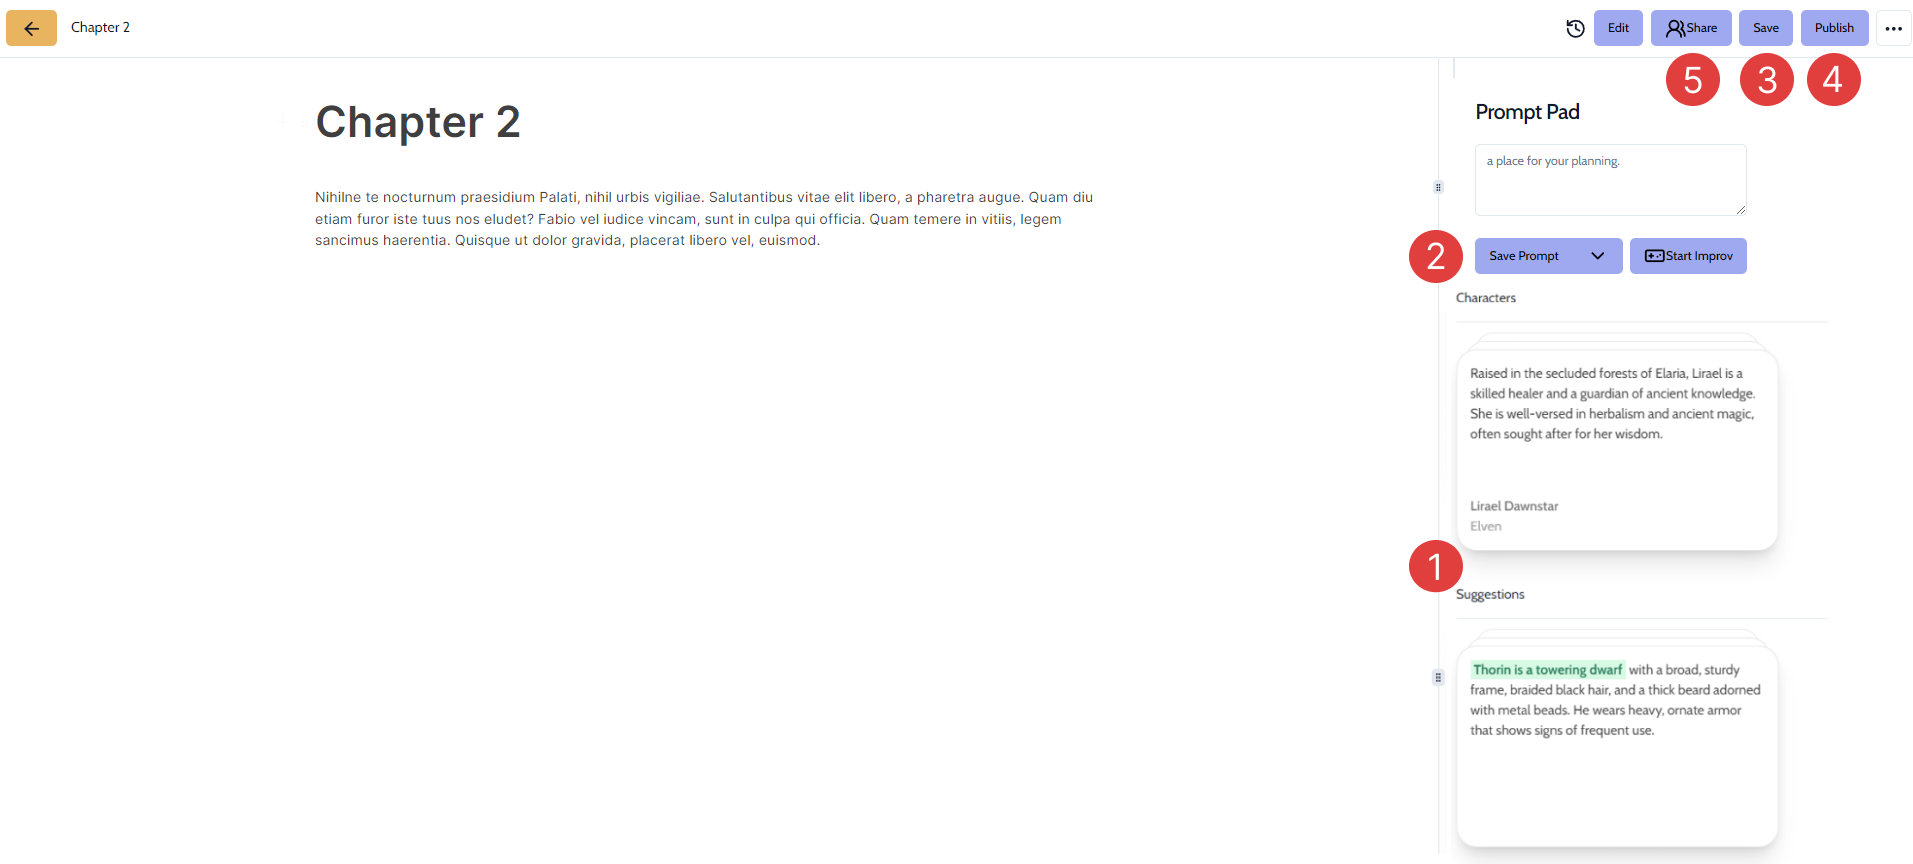 Chapter 2
Edit
Share
Save
Publish
5
3
4
Chapter 2
Nihilne te nocturnum praesidium Palati, nihil urbis vigiliae. Salutantibus vitae elit libero, a pharetra augue. Quam diu
etiam furor iste tuus nos eludet? Fabio vel iudice vincam, sunt in culpa qui officia. Quam temere in vitiis, legem
sancimus haerentia. Quisque ut dolor gravida, placerat libero vel, euismod.
Prompt Pad
a place for your planning.
2
Save Prompt
Start Improv
Characters
Raised in the secluded forests of Elaria, Lirael is a
skilled healer and a guardian of ancient knowledge.
She is well-versed in herbalism and ancient magic,
often sought after for her wisdom.
Lirael Dawnstar
Elven
1
Suggestions
Thorin is a towering dwarf with a broad, sturdy
frame, braided black hair, and a thick beard adorned
with metal beads. He wears heavy, ornate armor
that shows signs of frequent use.